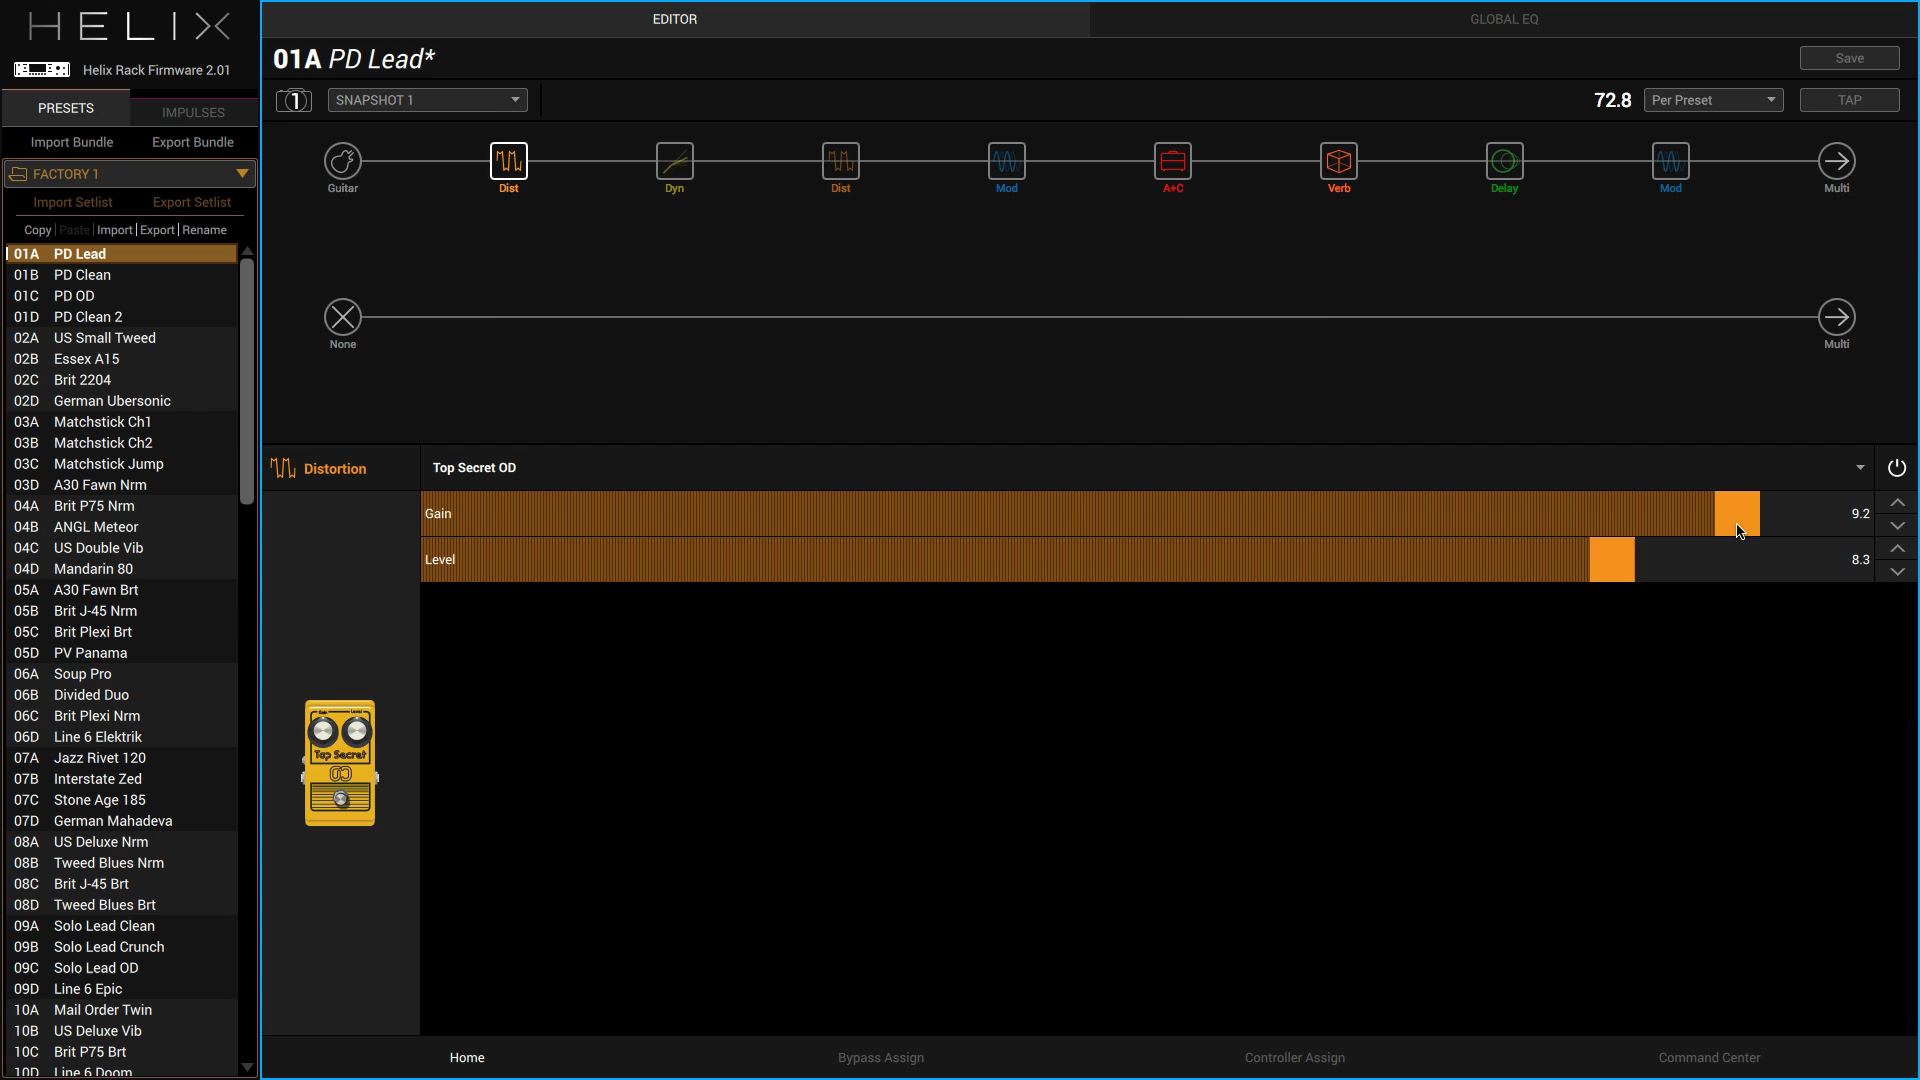 HELIX
Helix Rack Firmware 2.01
PRESETS
IMPULSES
Import Bundle
Export Bundle
FACTORY 1
Import Setlist
Export Setlist
Copy | Paste | Import | Export | Rename
01A PD Lead
01B PD Clean
01C PD OD
01D PD Clean 2
02A US Small Tweed
02B Essex A15
02C Brit 2204
02D German Ubersonic
03A Matchstick Ch1
03B Matchstick Ch2
03C Matchstick Jump
03D A30 Fawn Nrm
04A Brit P75 Nrm
04B ANGL Meteor
04C US Double Vib
04D Mandarin 80
05A A30 Fawn Brt
05B Brit J-45 Nrm
05C Brit Plexi Brt
05D PV Panama
06A Soup Pro
06B Divided Duo
06C Brit Plexi Nrm
06D Line 6 Elektrik
07A Jazz Rivet 120
07B Interstate Zed
07C Stone Age 185
07D German Mahadeva
08A US Deluxe Nrm
08B Tweed Blues Nrm
08C Brit J-45 Brt
08D Tweed Blues Brt
09A Solo Lead Clean
09B Solo Lead Crunch
09C Solo Lead OD
09D Line 6 Epic
10A Mail Order Twin
10B US Deluxe Vib
10C Brit P75 Brt
10D Line 6 Doom
EDITOR
GLOBAL EQ
01A PD Lead*
Save
1
SNAPSHOT 1
72.8
Per Preset
TAP
Guitar
Dist
Dyn
Dist
Mod
A+C
Verb
Delay
Mod
Multi
None
Multi
Distortion
Top Secret OD
Gain
9.2
Level
8.3
Gain Level
Top Secret
OD
Home
Bypass Assign
Controller Assign
Command Center